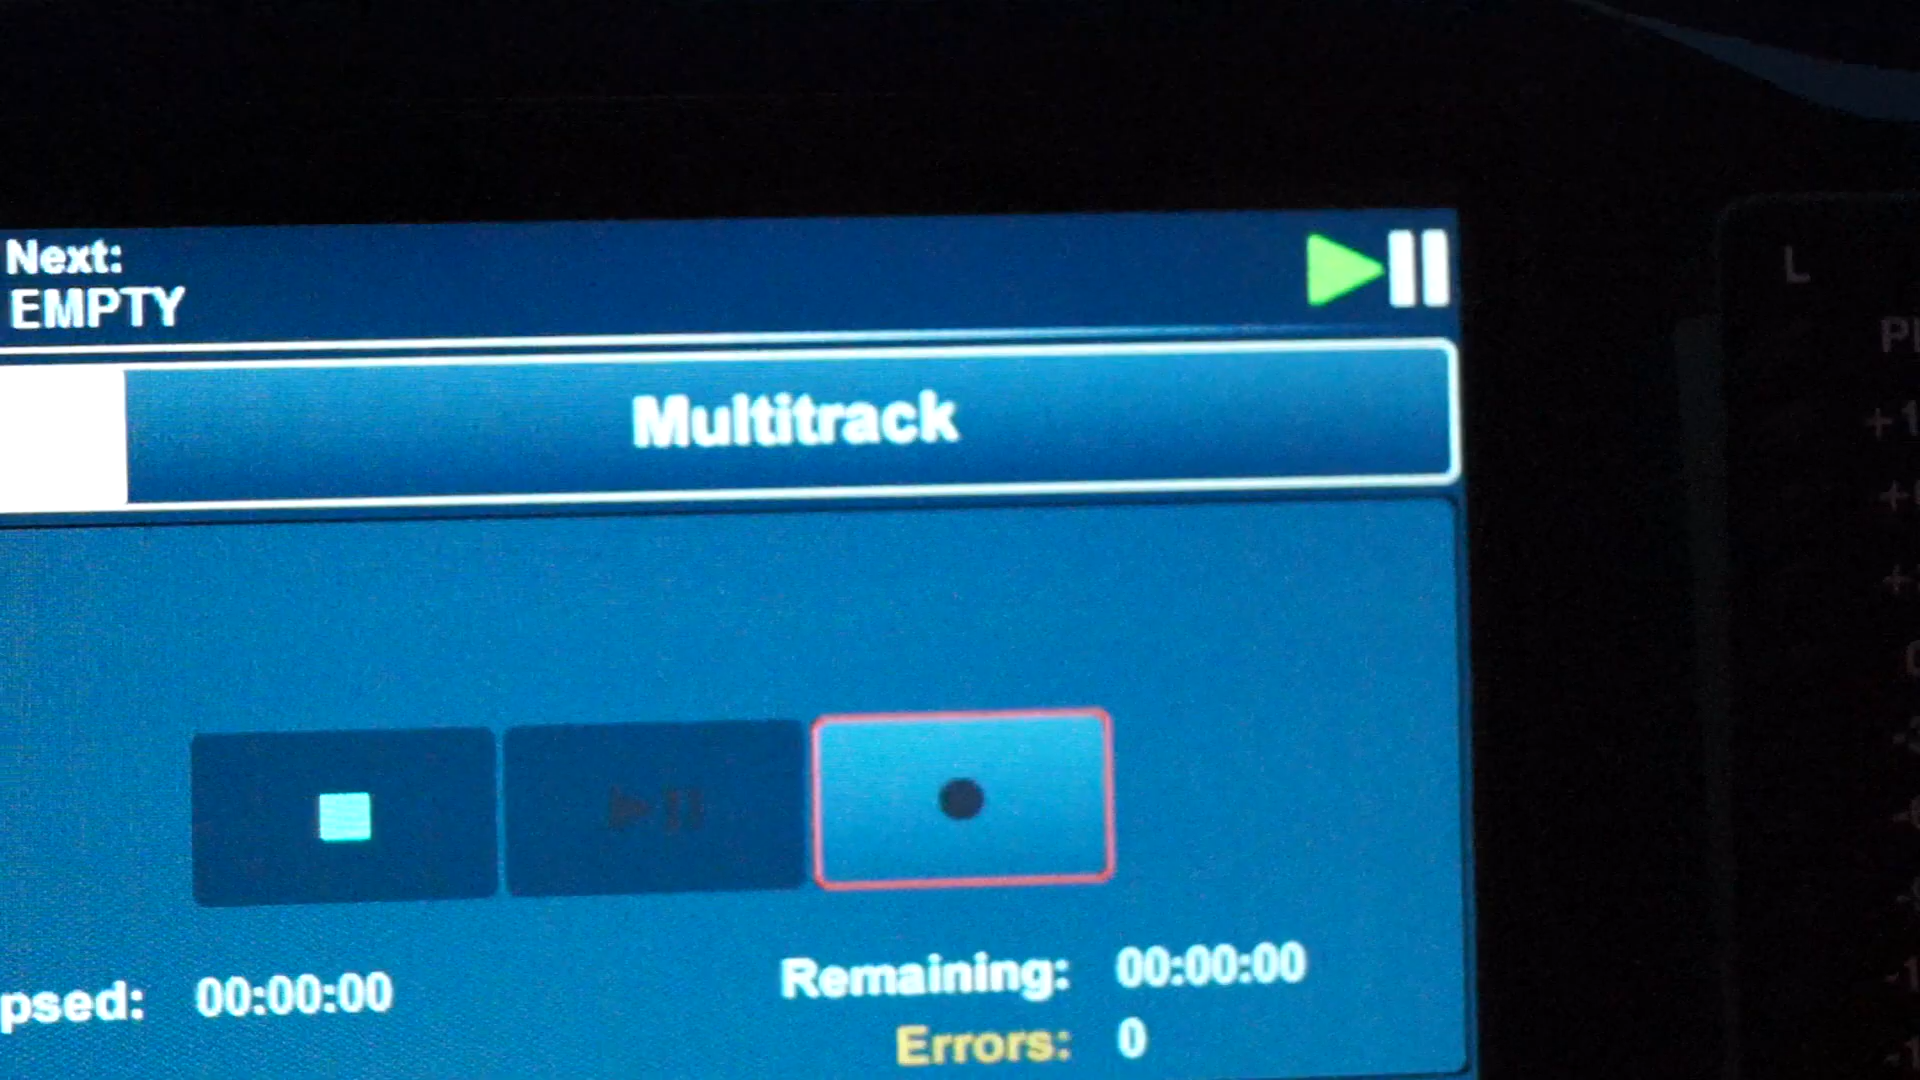 Next:
EMPTY
Multitrack
psed: 00:00:00
Remaining: 00:00:00
Errors: 0
L